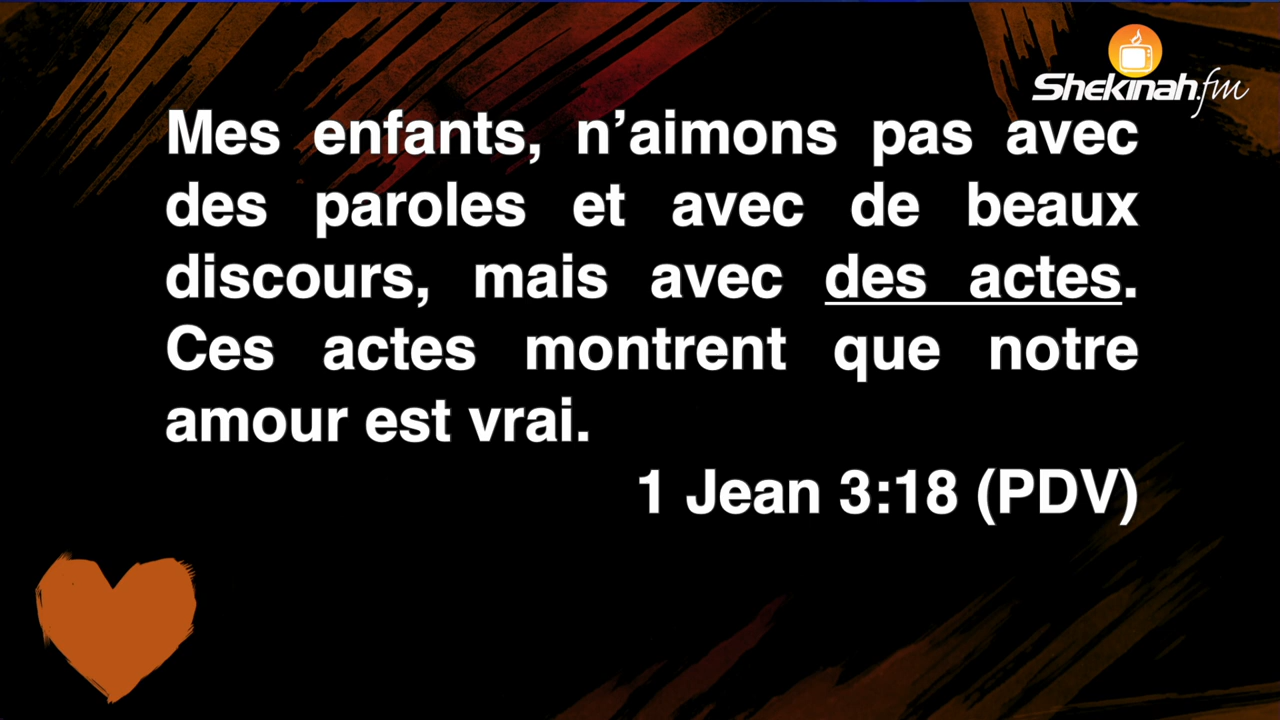 Shekinah.fm
Mes enfants, n’aimons pas avec
des paroles et avec de beaux
discours, mais avec des actes.
Ces actes montrent que notre
amour est vrai.
1 Jean 3:18 (PDV)